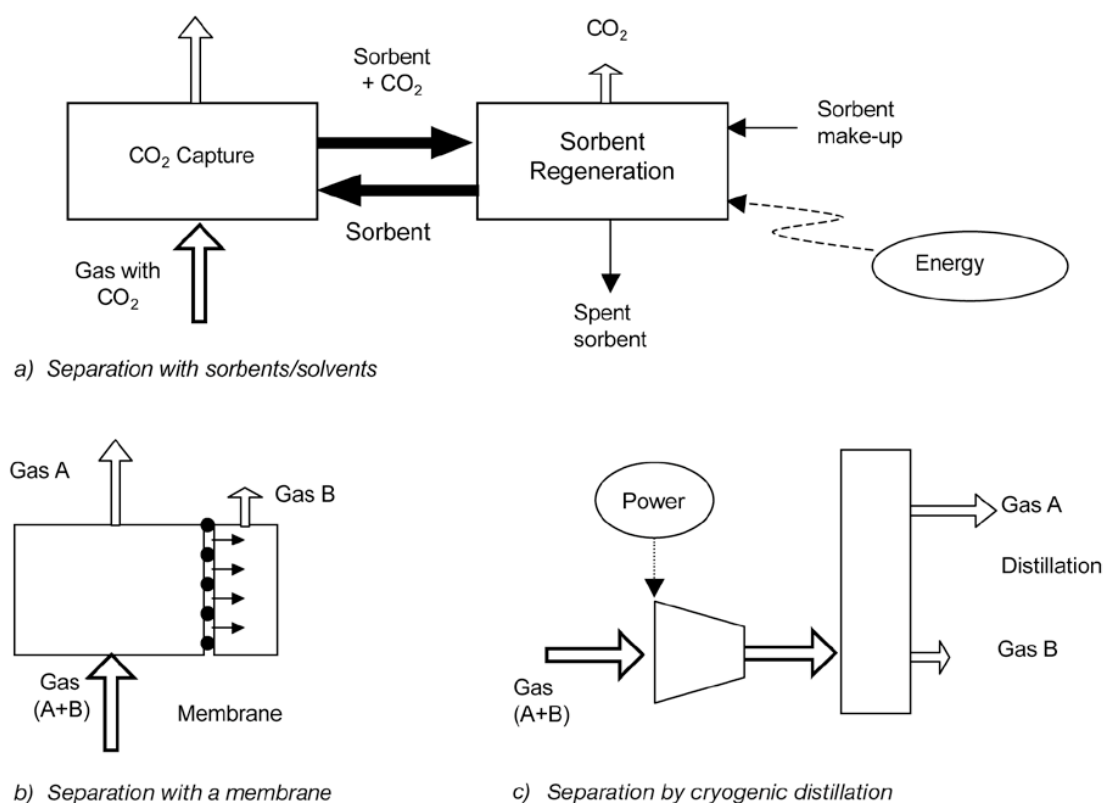 CO₂
Sorbent
+ CO₂
CO₂ Capture
Sorbent
Regeneration
Sorbent
make-up
Sorbent
Gas with
CO₂
Energy
Spent
sorbent
a) Separation with sorbents/solvents
Gas A
Gas B
Gas
(A+B)
Membrane
b) Separation with a membrane
Power
Gas A
Distillation
Gas B
Gas
(A+B)
c) Separation by cryogenic distillation